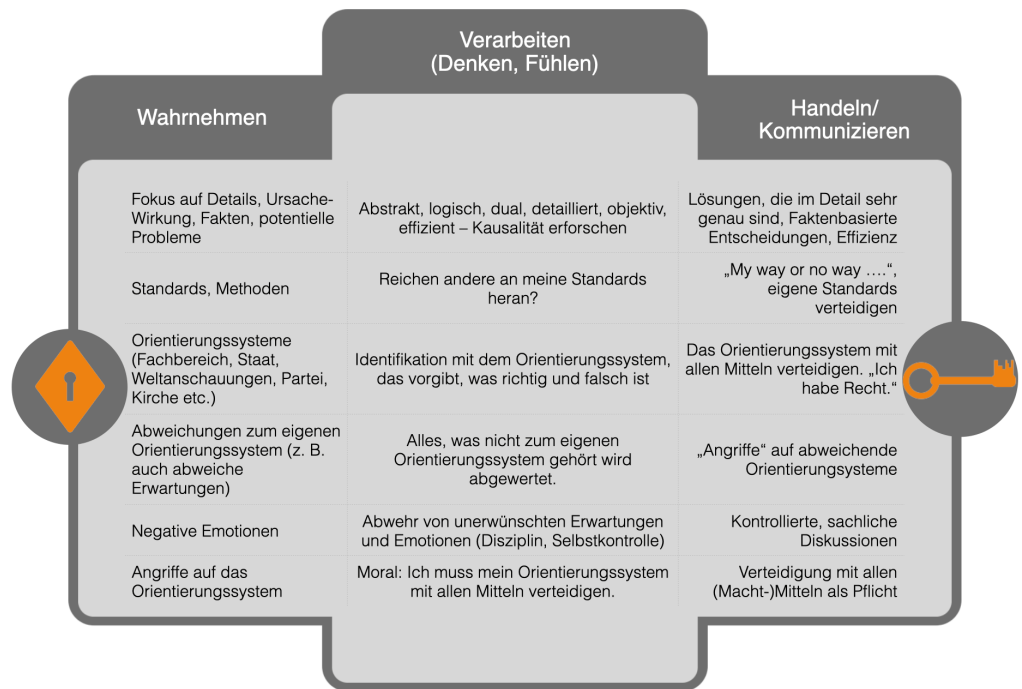 Verarbeiten
(Denken, Fühlen)
Wahrnehmen
Handeln/
Kommunizieren
Fokus auf Details, Ursache-
Wirkung, Fakten, potentielle
Probleme
Abstrakt, logisch, dual, detailliert, objektiv,
effizient – Kausalität erforschen
Lösungen, die im Detail sehr
genau sind, Faktenbasierte
Entscheidungen, Effizienz
Standards, Methoden
Reichen andere an meine Standards
heran?
„My way or no way ….“,
eigene Standards
verteidigen
Orientierungssysteme
(Fachbereich, Staat,
Weltanschauungen, Partei,
Kirche etc.)
Identifikation mit dem Orientierungssystem,
das vorgibt, was richtig und falsch ist
Das Orientierungssystem mit
allen Mitteln verteidigen. „Ich
habe Recht.“
Abweichungen zum eigenen
Orientierungssystem (z. B.
auch abweiche
Erwartungen)
Alles, was nicht zum eigenen
Orientierungssystem gehört wird
abgewertet.
„Angriffe“ auf abweichende
Orientierungsysteme
Negative Emotionen
Abwehr von unerwünschten Erwartungen
und Emotionen (Disziplin, Selbstkontrolle)
Kontrollierte, sachliche
Diskussionen
Angriffe auf das
Orientierungssystem
Moral: Ich muss mein Orientierungssystem
mit allen Mitteln verteidigen.
Verteidigung mit allen
(Macht-)Mitteln als Pflicht